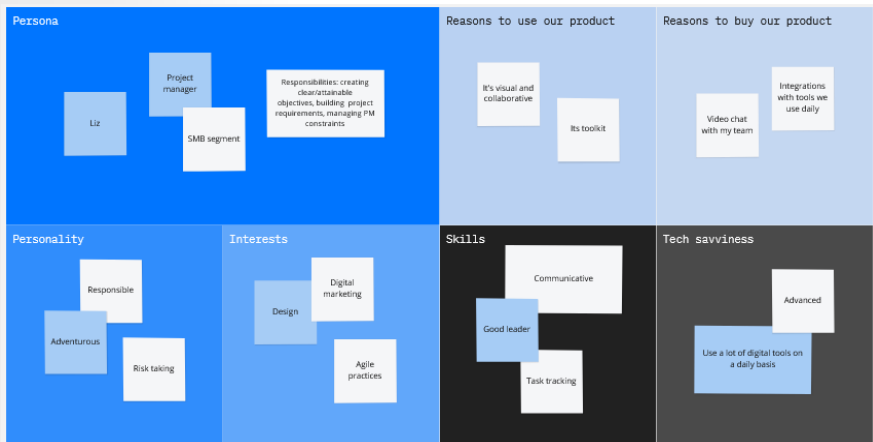 Persona
Liz
Project
manager
SMB segment
Responsibilities: creating
clear/attainable
objectives, building project
requirements, managing PM
constraints
Reasons to use our product
It's visual and
collaborative
Its toolkit
Reasons to buy our product
Video chat
with my team
Integrations
with tools we
use daily
Personality
Responsible
Adventurous
Risk taking
Interests
Digital
marketing
Design
Agile
practices
Skills
Communicative
Good leader
Task tracking
Tech savviness
Advanced
Use a lot of digital tools on
a daily basis